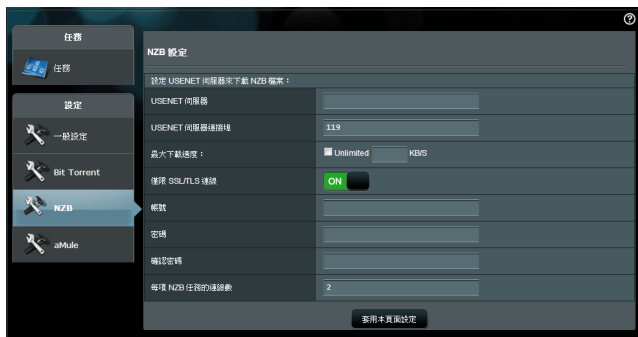 任務
任務
設定
一般設定
Bit Torrent
NZB
aMule
NZB 設定
設定 USENET 伺服器來下載 NZB 檔案：
USENET 伺服器
USENET 伺服器連接埠
119
最大下載速度：
Unlimited KB/S
僅限 SSL/TLS 連線
ON
帳號
密碼
確認密碼
每項 NZB 任務的連線數
2
套用本頁面設定